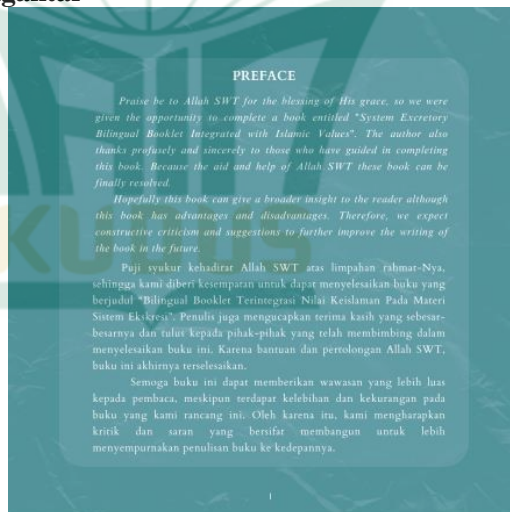 PREFACE
Praise be to Allah SWT for the blessing of His grace, so we were
given the opportunity to complete a book entitled "System Excretory
Bilingual Booklet Integrated with Islamic Values". The author also
thanks profusely and sincerely to those who have guided in completing
this book. Because the aid and help of Allah SWT these book can be
finally resolved.
Hopefully this book can give a broader insight to the reader although
this book has advantages and disadvantages. Therefore, we expect
constructive criticism and suggestions to further improve the writing of
the book in the future.
Puji syukur kehadirat Allah SWT atas limpahan rahmat-Nya,
sehingga kami diberi kesempatan untuk dapat menyelesaikan buku yang
berjudul "Bilingual Booklet Terintegrasi Nilai Keislaman Pada Materi
Sistem Ekskresi". Penulis juga mengucapkan terima kasih yang sebesar-
besarnya dan tulus kepada pihak-pihak yang telah membimbing dalam
menyelesaikan buku ini. Karena bantuan dan pertolongan Allah SWT,
buku ini akhirnya terselesaikan.
Semoga buku ini dapat memberikan wawasan yang lebih luas
kepada pembaca, meskipun terdapat kelebihan dan kekurangan pada
buku yang kami rancang ini. Oleh karena itu, kami mengharapkan
kritik dan saran yang bersifat membangun untuk lebih
menyempurnakan penulisan buku ke kedepannya.
1